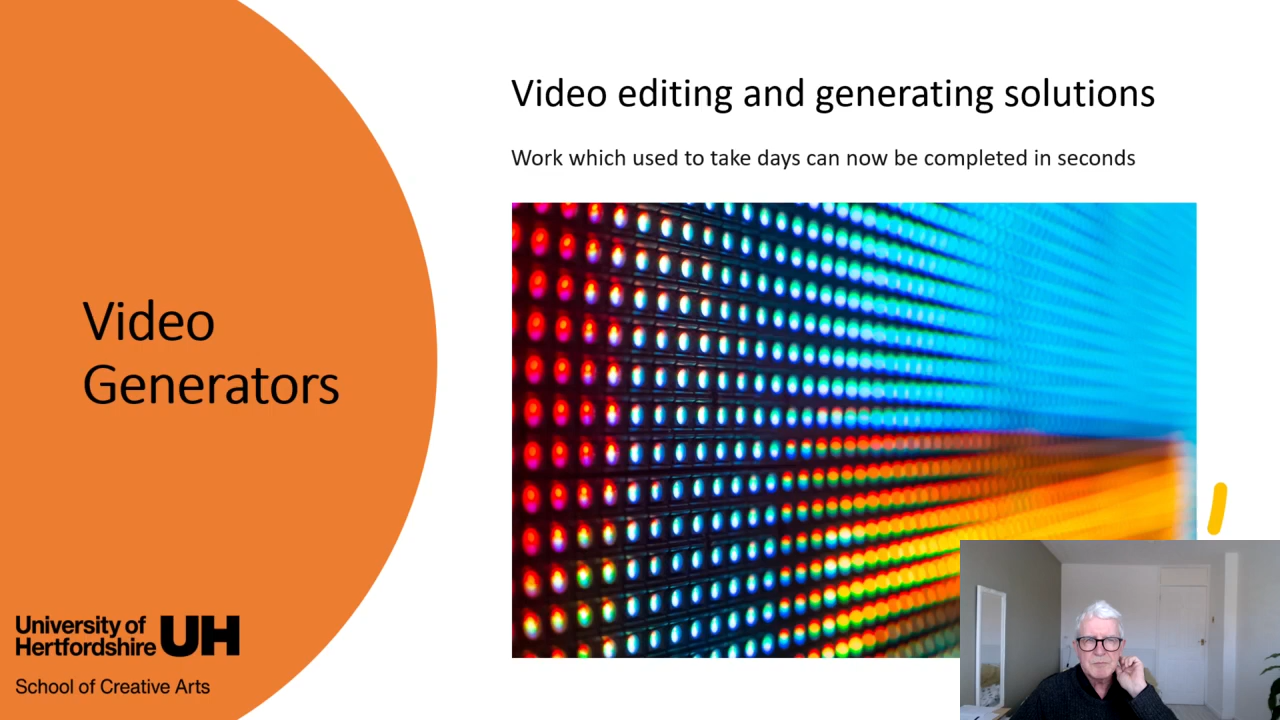 Video editing and generating solutions
Work which used to take days can now be completed in seconds
Video
Generators
University of
Hertfordshire UH
School of Creative Arts